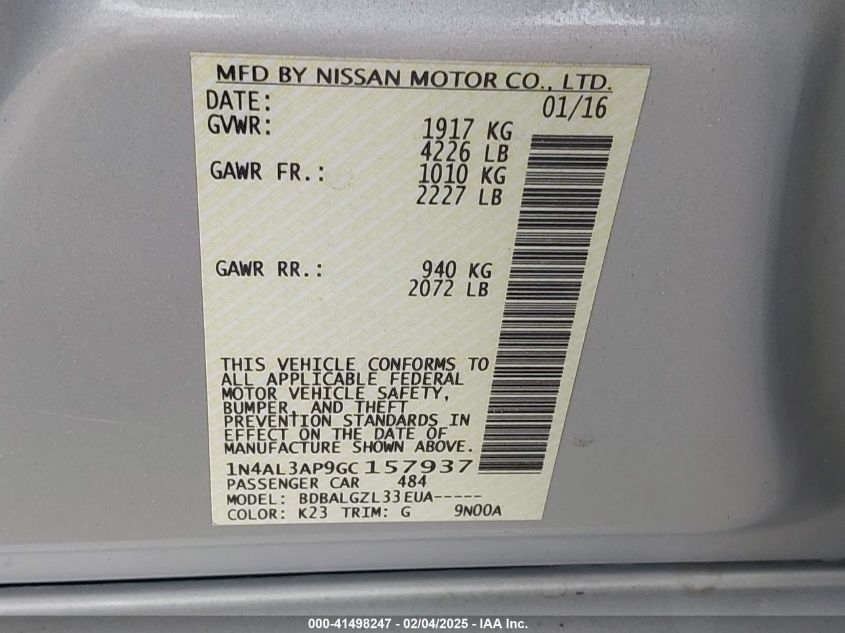 MFD BY NISSAN MOTOR CO., LTD.
DATE: 01/16
GVWR: 1917 KG
4226 LB
GAWR FR.: 1010 KG
2227 LB
GAWR RR.: 940 KG
2072 LB
THIS VEHICLE CONFORMS TO
ALL APPLICABLE FEDERAL
MOTOR VEHICLE SAFETY,
BUMPER, AND THEFT
PREVENTION STANDARDS IN
EFFECT ON THE DATE OF
MANUFACTURE SHOWN ABOVE.
1N4AL3AP9GC157937
PASSENGER CAR 484
MODEL: BDBALGZL33EUA-----
COLOR: K23 TRIM: G 9N00A
000-41498247 - 02/04/2025 - IAA Inc.